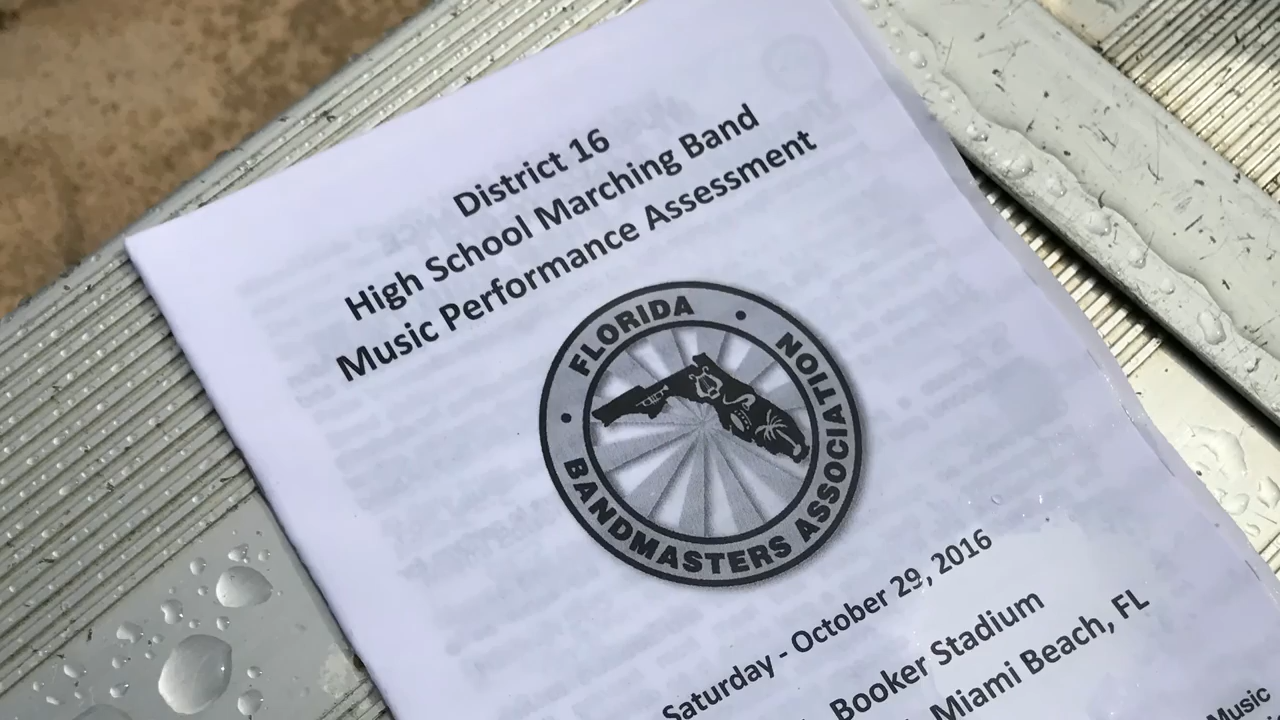 District 16
High School Marching Band
Music Performance Assessment
FLORIDA • NATION
BANDMASTERS ASSOCIATION
Saturday - October 29, 2016
Booker Stadium
Miami Beach, FL
Music